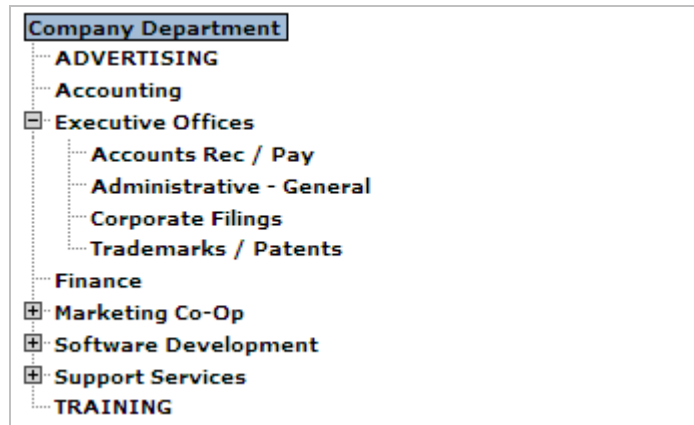 Company Department
ADVERTISING
Accounting
Executive Offices
Accounts Rec / Pay
Administrative - General
Corporate Filings
Trademarks / Patents
Finance
Marketing Co-Op
Software Development
Support Services
TRAINING